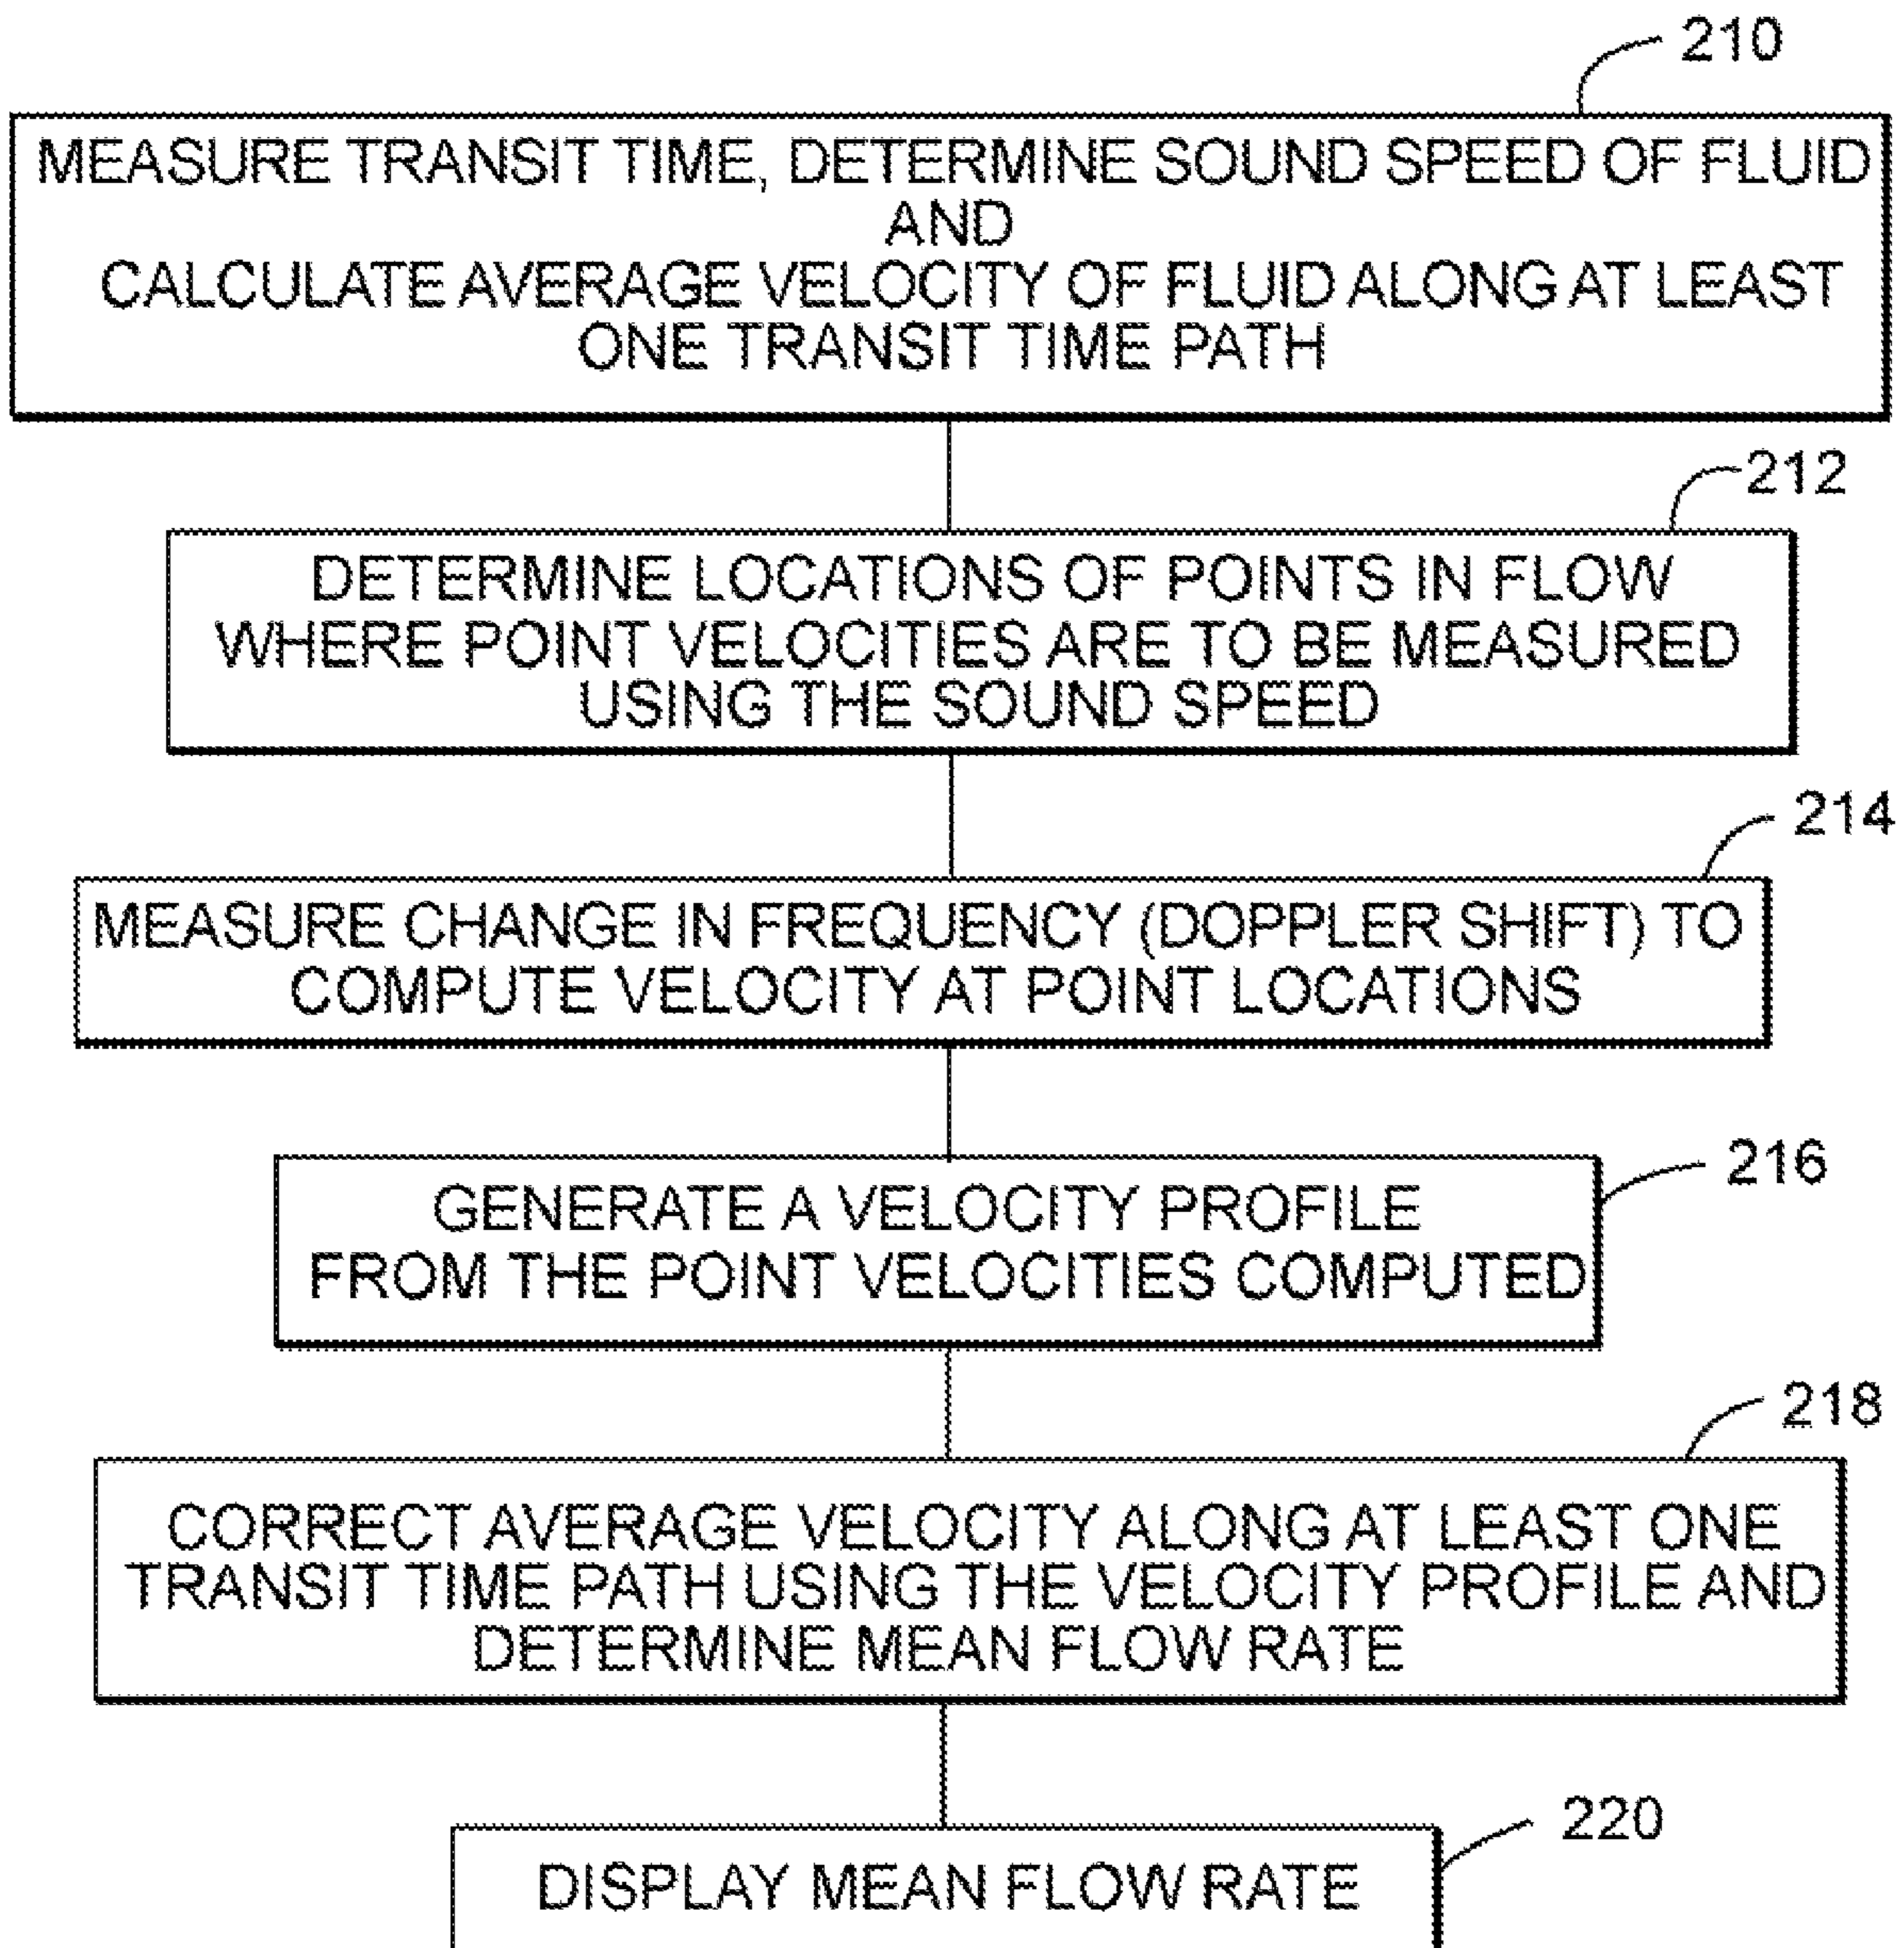 210
MEASURE TRANSIT TIME, DETERMINE SOUND SPEED OF FLUID
AND
CALCULATE AVERAGE VELOCITY OF FLUID ALONG AT LEAST
ONE TRANSIT TIME PATH
212
DETERMINE LOCATIONS OF POINTS IN FLOW
WHERE POINT VELOCITIES ARE TO BE MEASURED
USING THE SOUND SPEED
214
MEASURE CHANGE IN FREQUENCY (DOPPLER SHIFT) TO
COMPUTE VELOCITY AT POINT LOCATIONS
216
GENERATE A VELOCITY PROFILE
FROM THE POINT VELOCITIES COMPUTED
218
CORRECT AVERAGE VELOCITY ALONG AT LEAST ONE
TRANSIT TIME PATH USING THE VELOCITY PROFILE AND
DETERMINE MEAN FLOW RATE
220
DISPLAY MEAN FLOW RATE